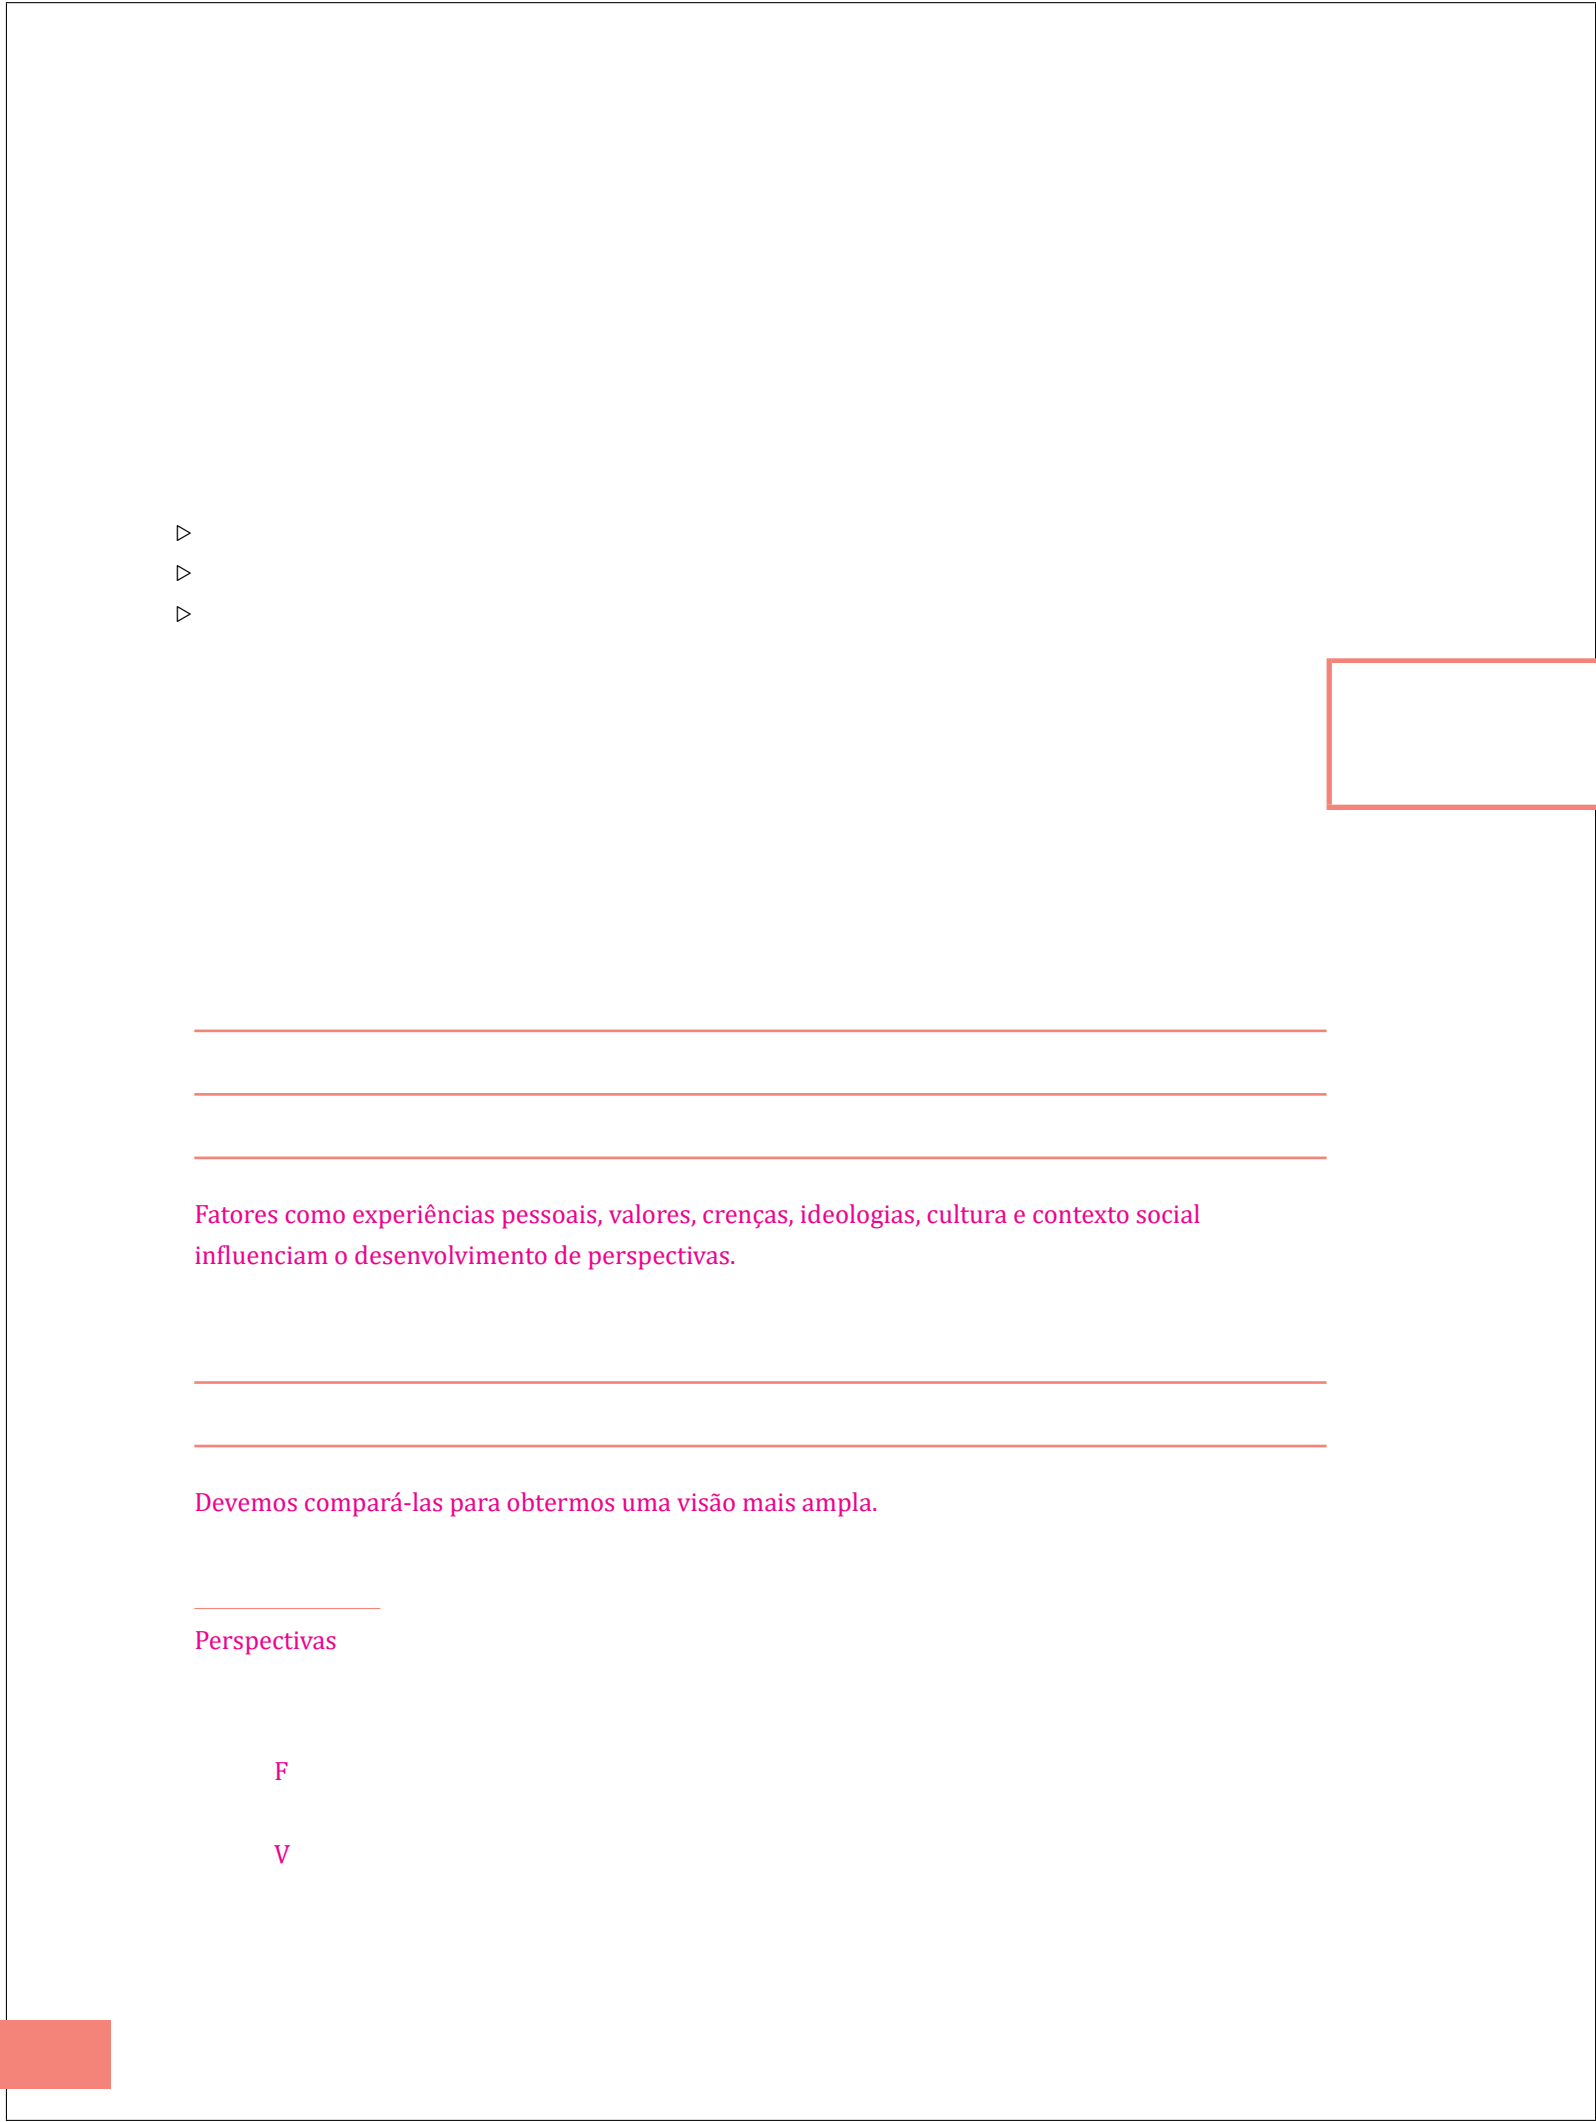 Fatores como experiências pessoais, valores, crenças, ideologias, cultura e contexto social
influenciam o desenvolvimento de perspectivas.
Devemos compará-las para obtermos uma visão mais ampla.
Perspectivas
F
V